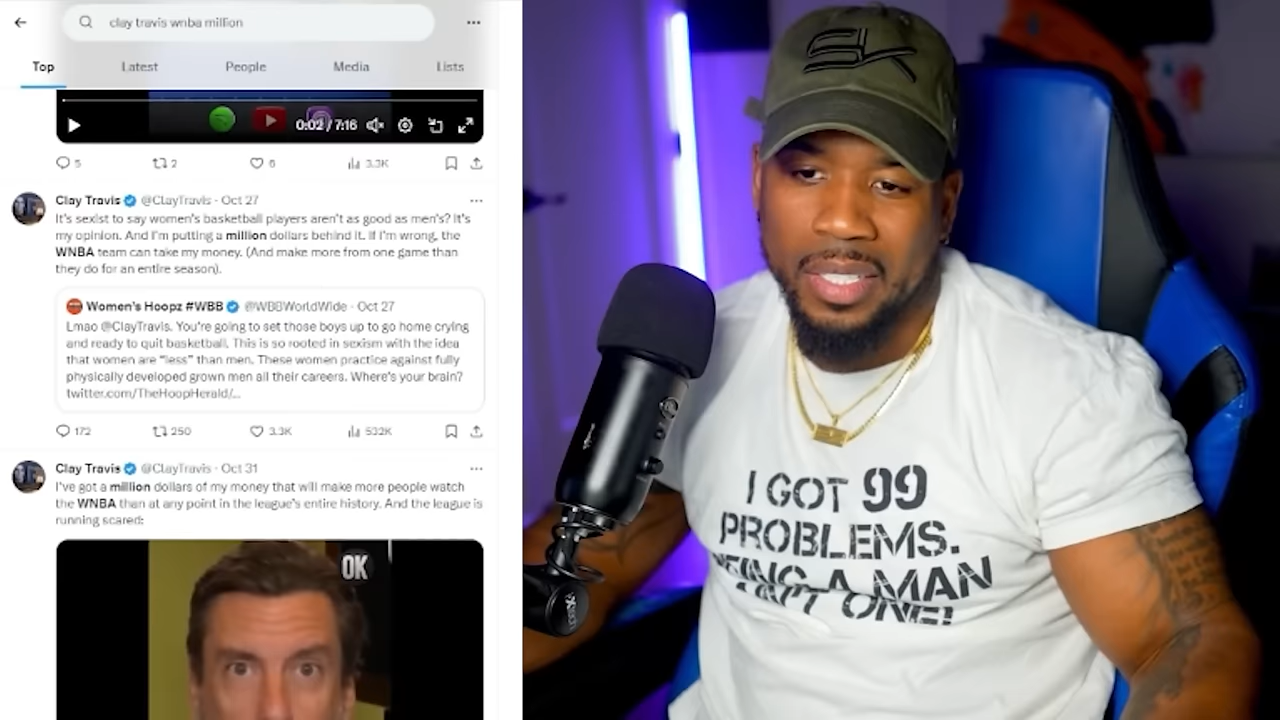 clay travis wnba million
Top
Latest
People
Media
Lists
0:02 / 7:16
5
2
6
3.3K
Clay Travis @ClayTravis · Oct 27
It's sexist to say women's basketball players aren't as good as men's? It's
my opinion. And I'm putting a million dollars behind it. If I'm wrong, the
WNBA team can take my money. (And make more from one game than
they do for an entire season).
Women's Hoopz #WBB @WBBWorldWide · Oct 27
Lmao @ClayTravis. You're going to set those boys up to go home crying
and ready to quit basketball. This is so rooted in sexism with the idea
that women are "less" than men. These women practice against fully
physically developed grown men all their careers. Where's your brain?
twitter.com/TheHoopHerald/...
172
250
3.3K
532K
Clay Travis @ClayTravis · Oct 31
I've got a million dollars of my money that will make more people watch
the WNBA than at any point in the league's entire history. And the league is
running scared:
OK
SK
I GOT 99
PROBLEMS.
BEING A MAN
AIN'T ONE!